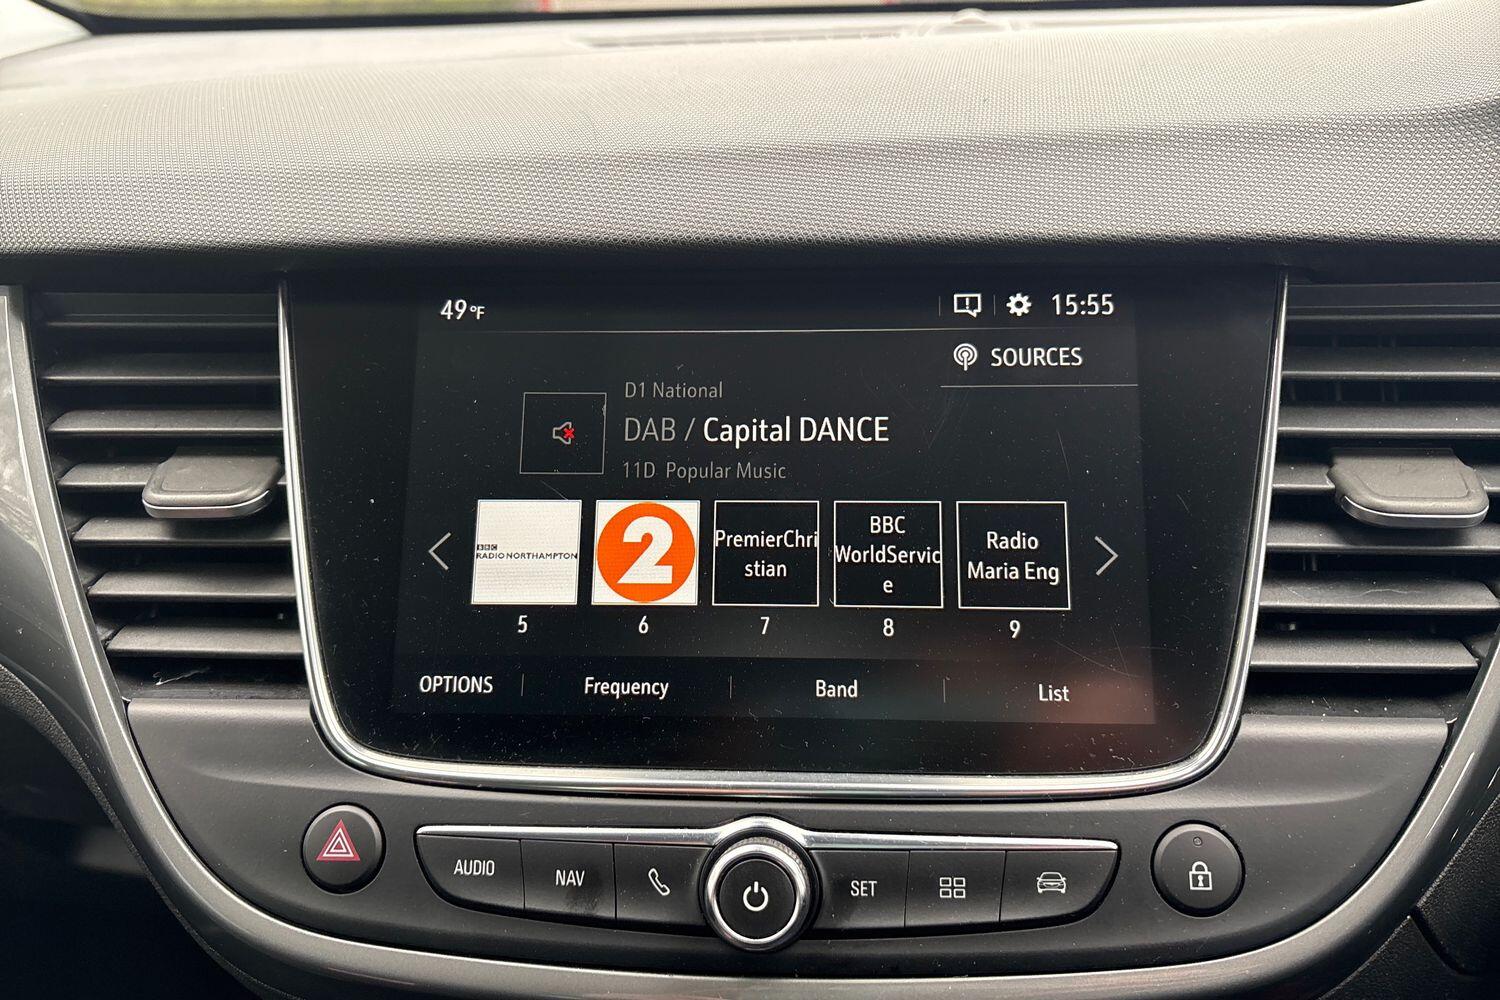 49°F
15:55
SOURCES
D1 National
DAB / Capital DANCE
11D Popular Music
BBC
RADIO NORTHAMPTON
2
PremierChri
stian
BBC
WorldServic
e
Radio
Maria Eng
5
6
7
8
9
OPTIONS
Frequency
Band
List
AUDIO
NAV
SET